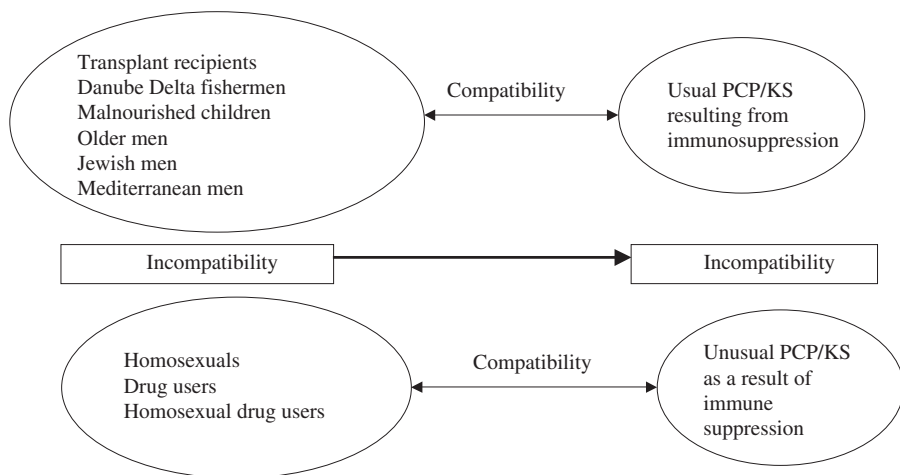 Transplant recipients
Danube Delta fishermen
Malnourished children
Older men
Jewish men
Mediterranean men
Compatibility
Usual PCP/KS
resulting from
immunosuppression
Incompatibility
Incompatibility
Homosexuals
Drug users
Homosexual drug users
Compatibility
Unusual PCP/KS
as a result of
immune
suppression